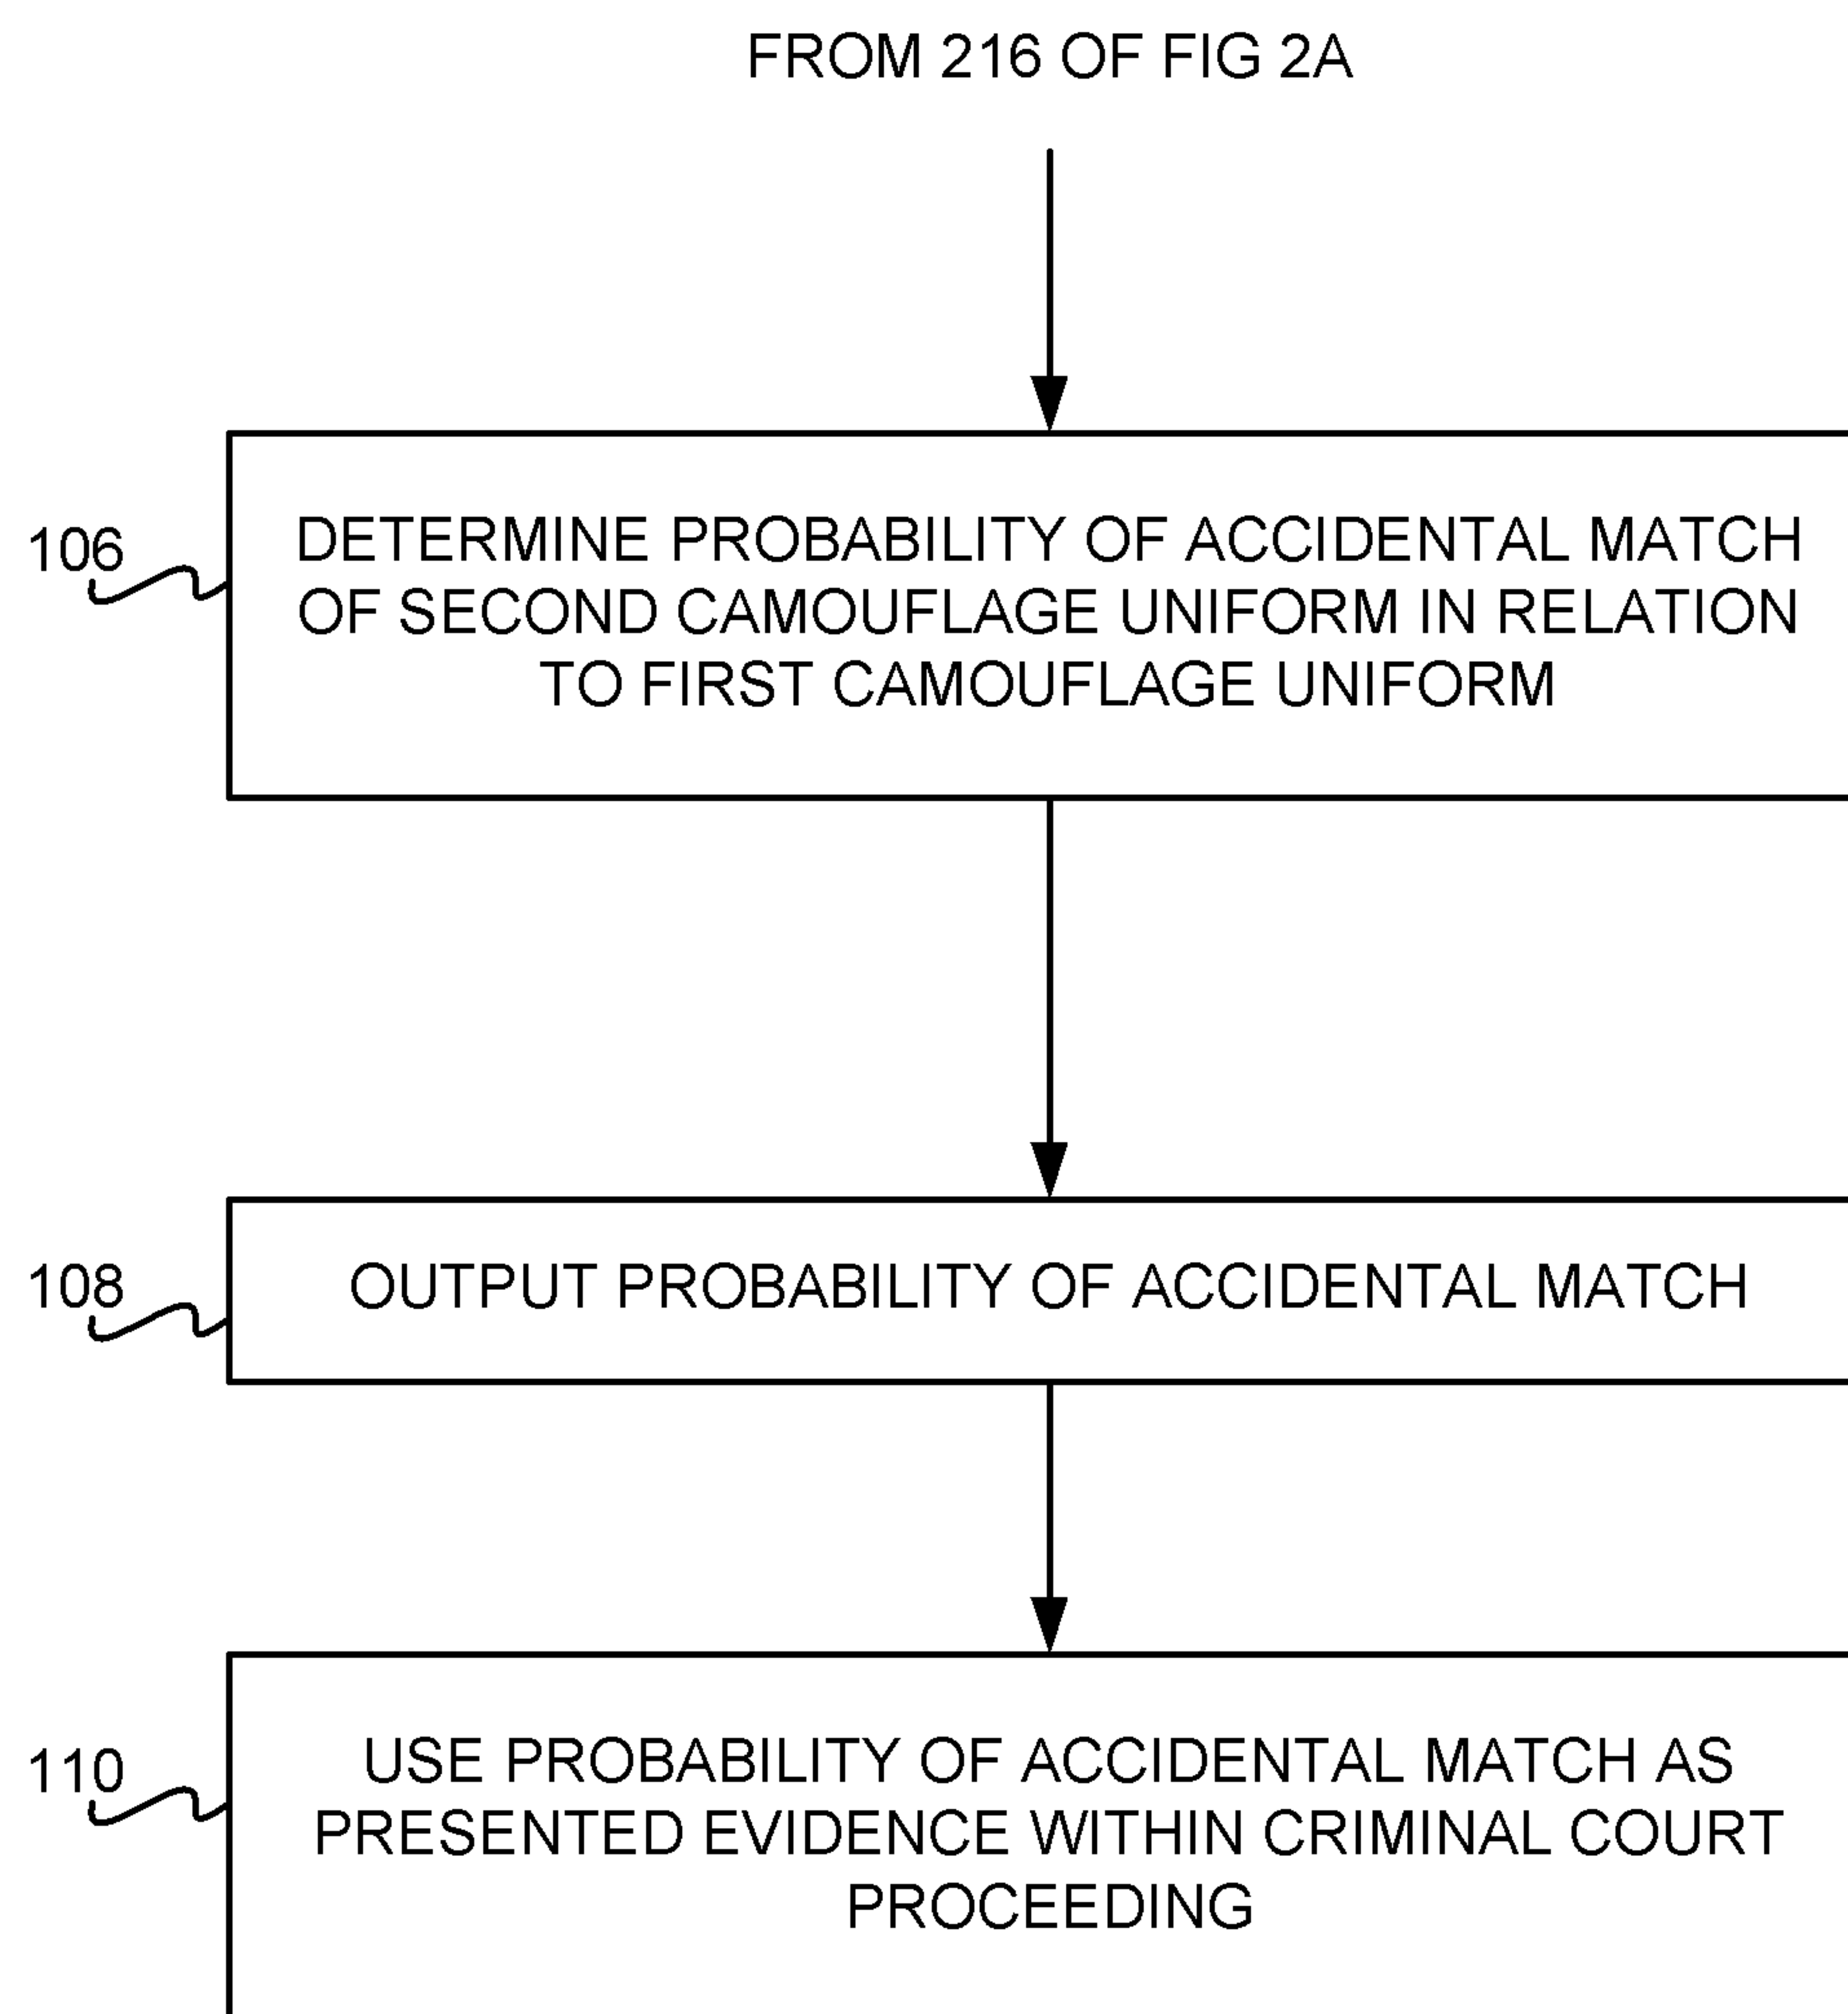 FROM 216 OF FIG 2A
106
DETERMINE PROBABILITY OF ACCIDENTAL MATCH
OF SECOND CAMOUFLAGE UNIFORM IN RELATION
TO FIRST CAMOUFLAGE UNIFORM
108
OUTPUT PROBABILITY OF ACCIDENTAL MATCH
110
USE PROBABILITY OF ACCIDENTAL MATCH AS
PRESENTED EVIDENCE WITHIN CRIMINAL COURT
PROCEEDING